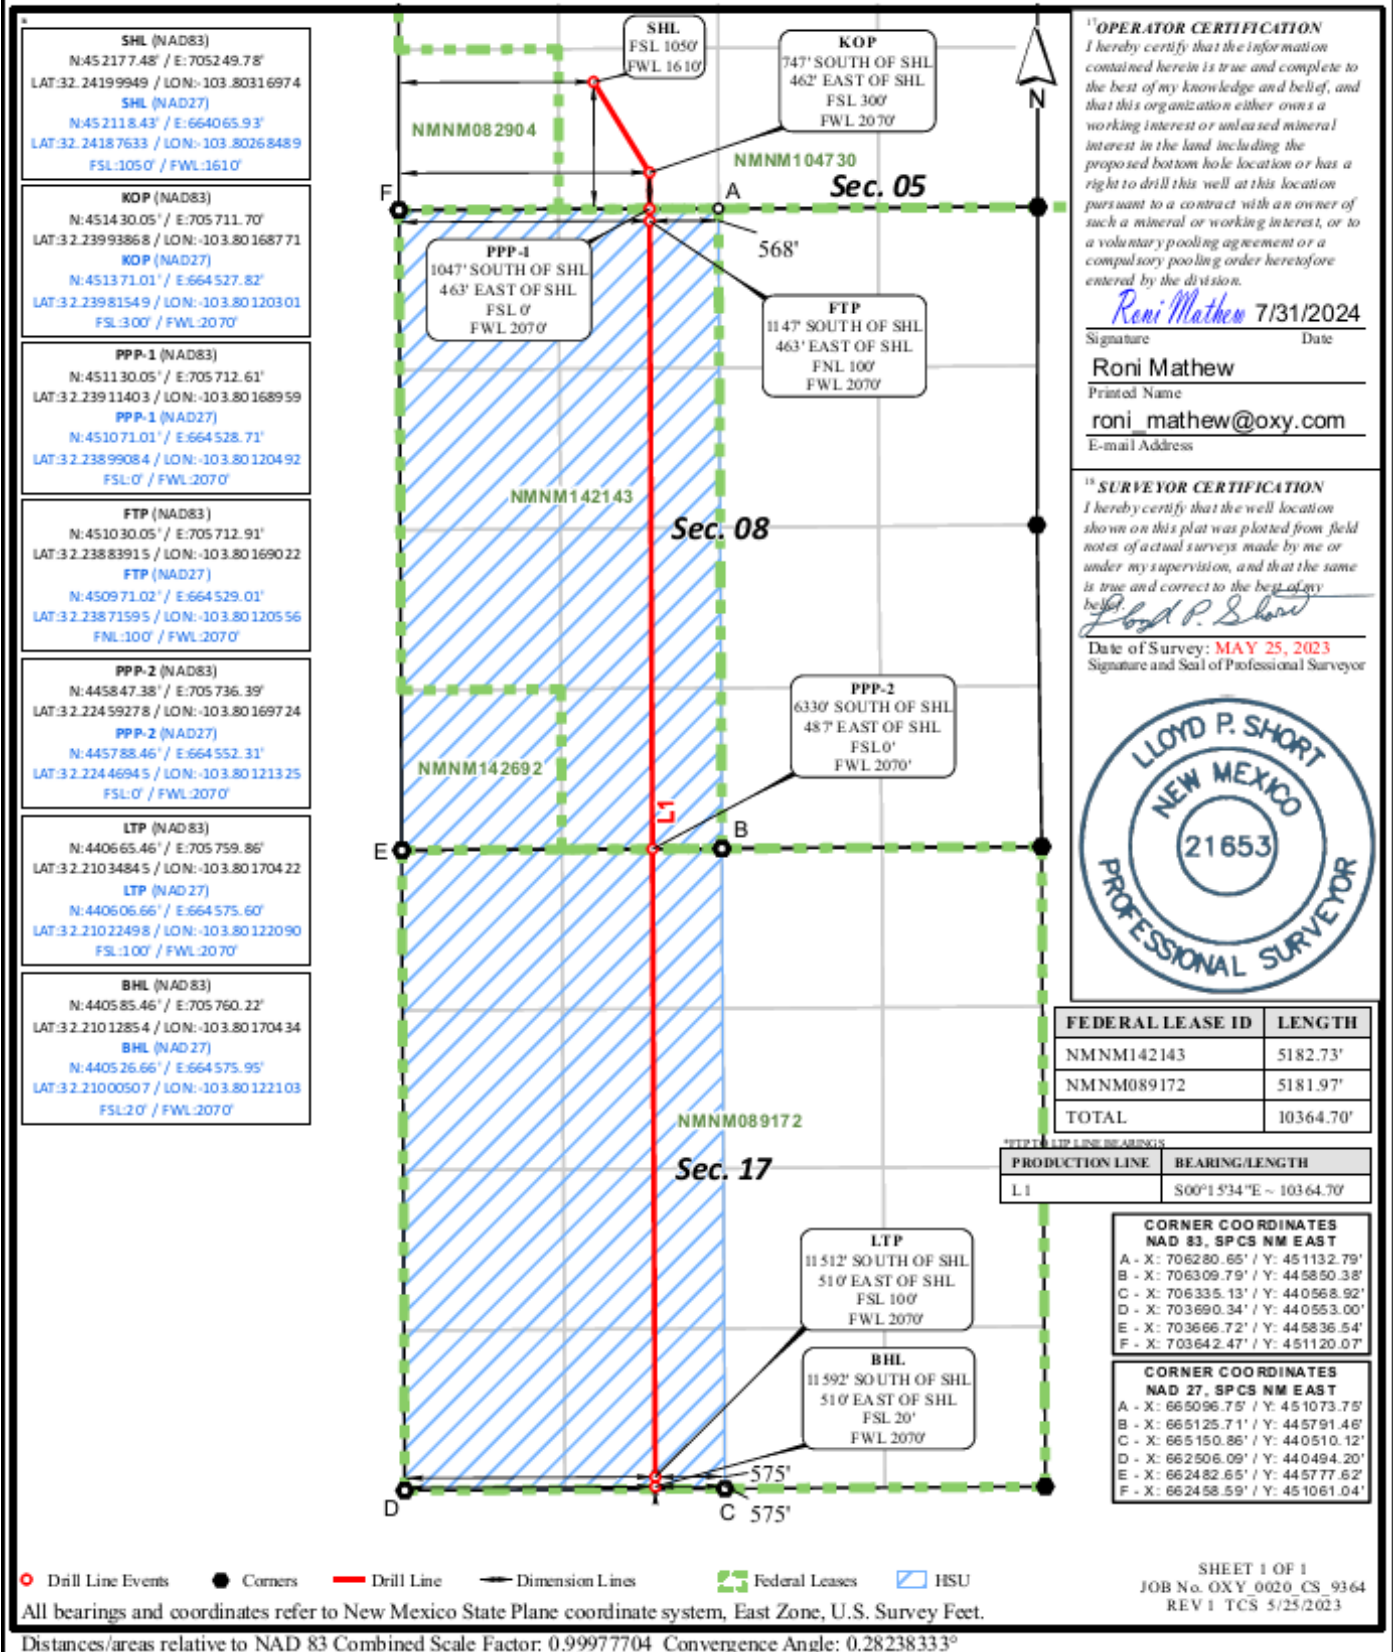 SHL (NAD83)
N:452177.48' / E:705249.78'
LAT:32.24199949 / LON:-103.80316974
SHL (NAD27)
N:452118.43' / E:664065.93'
LAT:32.24187633 / LON:-103.80268489
FSL:1050' / FWL:1610'
KOP (NAD83)
N:451430.05' / E:705711.70'
LAT:32.23993868 / LON:-103.80168771
KOP (NAD27)
N:451371.01' / E:664527.82'
LAT:32.23981549 / LON:-103.80120301
FSL:300' / FWL:2070'
PPP-1 (NAD83)
N:451130.05' / E:705712.61'
LAT:32.23911403 / LON:-103.80168959
PPP-1 (NAD27)
N:451071.01' / E:664528.71'
LAT:32.23899084 / LON:-103.80120492
FSL:0' / FWL:2070'
FTP (NAD83)
N:451030.05' / E:705712.91'
LAT:32.23883915 / LON:-103.80169022
FTP (NAD27)
N:450971.02' / E:664529.01'
LAT:32.23871595 / LON:-103.80120556
FNL:100' / FWL:2070'
PPP-2 (NAD83)
N:445847.38' / E:705736.39'
LAT:32.22459278 / LON:-103.80169724
PPP-2 (NAD27)
N:445788.46' / E:664552.31'
LAT:32.22446945 / LON:-103.80121325
FSL:0' / FWL:2070'
LTP (NAD83)
N:440665.46' / E:705759.86'
LAT:32.21034845 / LON:-103.80170422
LTP (NAD27)
N:440606.66' / E:664575.60'
LAT:32.21022498 / LON:-103.80122090
FSL:100' / FWL:2070'
BHL (NAD83)
N:440585.46' / E:705760.22'
LAT:32.21012854 / LON:-103.80170434
BHL (NAD27)
N:440526.66' / E:664575.95'
LAT:32.21000507 / LON:-103.80122103
FSL:20' / FWL:2070'
SHL
FSL 1050'
FWL 1610'
KOP
747' SOUTH OF SHL
462' EAST OF SHL
FSL 300'
FWL 2070'
N
NMNM082904
NMNM104730
Sec. 05
F
A
568'
PPP-1
1047' SOUTH OF SHL
463' EAST OF SHL
FSL 0'
FWL 2070'
FTP
1147' SOUTH OF SHL
463' EAST OF SHL
FNL 100'
FWL 2070'
NMNM142143
Sec. 08
PPP-2
6330' SOUTH OF SHL
487' EAST OF SHL
FSL 0'
FWL 2070'
NMNM142692
L1
B
E
NMNM089172
Sec. 17
LTP
11512' SOUTH OF SHL
510' EAST OF SHL
FSL 100'
FWL 2070'
BHL
11592' SOUTH OF SHL
510' EAST OF SHL
FSL 20'
FWL 2070'
575'
D
C 575'
17 OPERATOR CERTIFICATION
I hereby certify that the information
contained herein is true and complete to
the best of my knowledge and belief, and
that this organization either owns a
working interest or unleased mineral
interest in the land including the
proposed bottom hole location or has a
right to drill this well at this location
pursuant to a contract with an owner of
such a mineral or working interest, or to
a voluntary pooling agreement or a
compulsory pooling order heretofore
entered by the division.
Roni Mathew 7/31/2024
Signature Date
Roni Mathew
Printed Name
roni_mathew@oxy.com
E-mail Address
18 SURVEYOR CERTIFICATION
I hereby certify that the well location
shown on this plat was plotted from field
notes of actual surveys made by me or
under my supervision, and that the same
is true and correct to the best of my
belief.
Lloyd P. Short
Date of Survey: MAY 25, 2023
Signature and Seal of Professional Surveyor
LLOYD P. SHORT
NEW MEXICO
21653
PROFESSIONAL SURVEYOR
FEDERAL LEASE ID LENGTH
NMNM142143 5182.73'
NMNM089172 5181.97'
TOTAL 10364.70'
*FTP TO LTP LINE BEARINGS
PRODUCTION LINE BEARING/LENGTH
L1 S00°15'34"E ~ 10364.70'
CORNER COORDINATES
NAD 83, SPCS NM EAST
A - X: 706280.65' / Y: 451132.79'
B - X: 706309.79' / Y: 445850.38'
C - X: 706335.13' / Y: 440568.92'
D - X: 703690.34' / Y: 440553.00'
E - X: 703666.72' / Y: 445836.54'
F - X: 703642.47' / Y: 451120.07'
CORNER COORDINATES
NAD 27, SPCS NM EAST
A - X: 665096.75' / Y: 451073.75'
B - X: 665125.71' / Y: 445791.46'
C - X: 665150.86' / Y: 440510.12'
D - X: 662506.09' / Y: 440494.20'
E - X: 662482.65' / Y: 445777.62'
F - X: 662458.59' / Y: 451061.04'
Drill Line Events Corners Drill Line Dimension Lines Federal Leases HSU
SHEET 1 OF 1
JOB No. OXY_0020_CS_9364
REV 1 TCS 5/25/2023
All bearings and coordinates refer to New Mexico State Plane coordinate system, East Zone, U.S. Survey Feet.
Distances/areas relative to NAD 83 Combined Scale Factor: 0.99977704 Convergence Angle: 0.28238333°